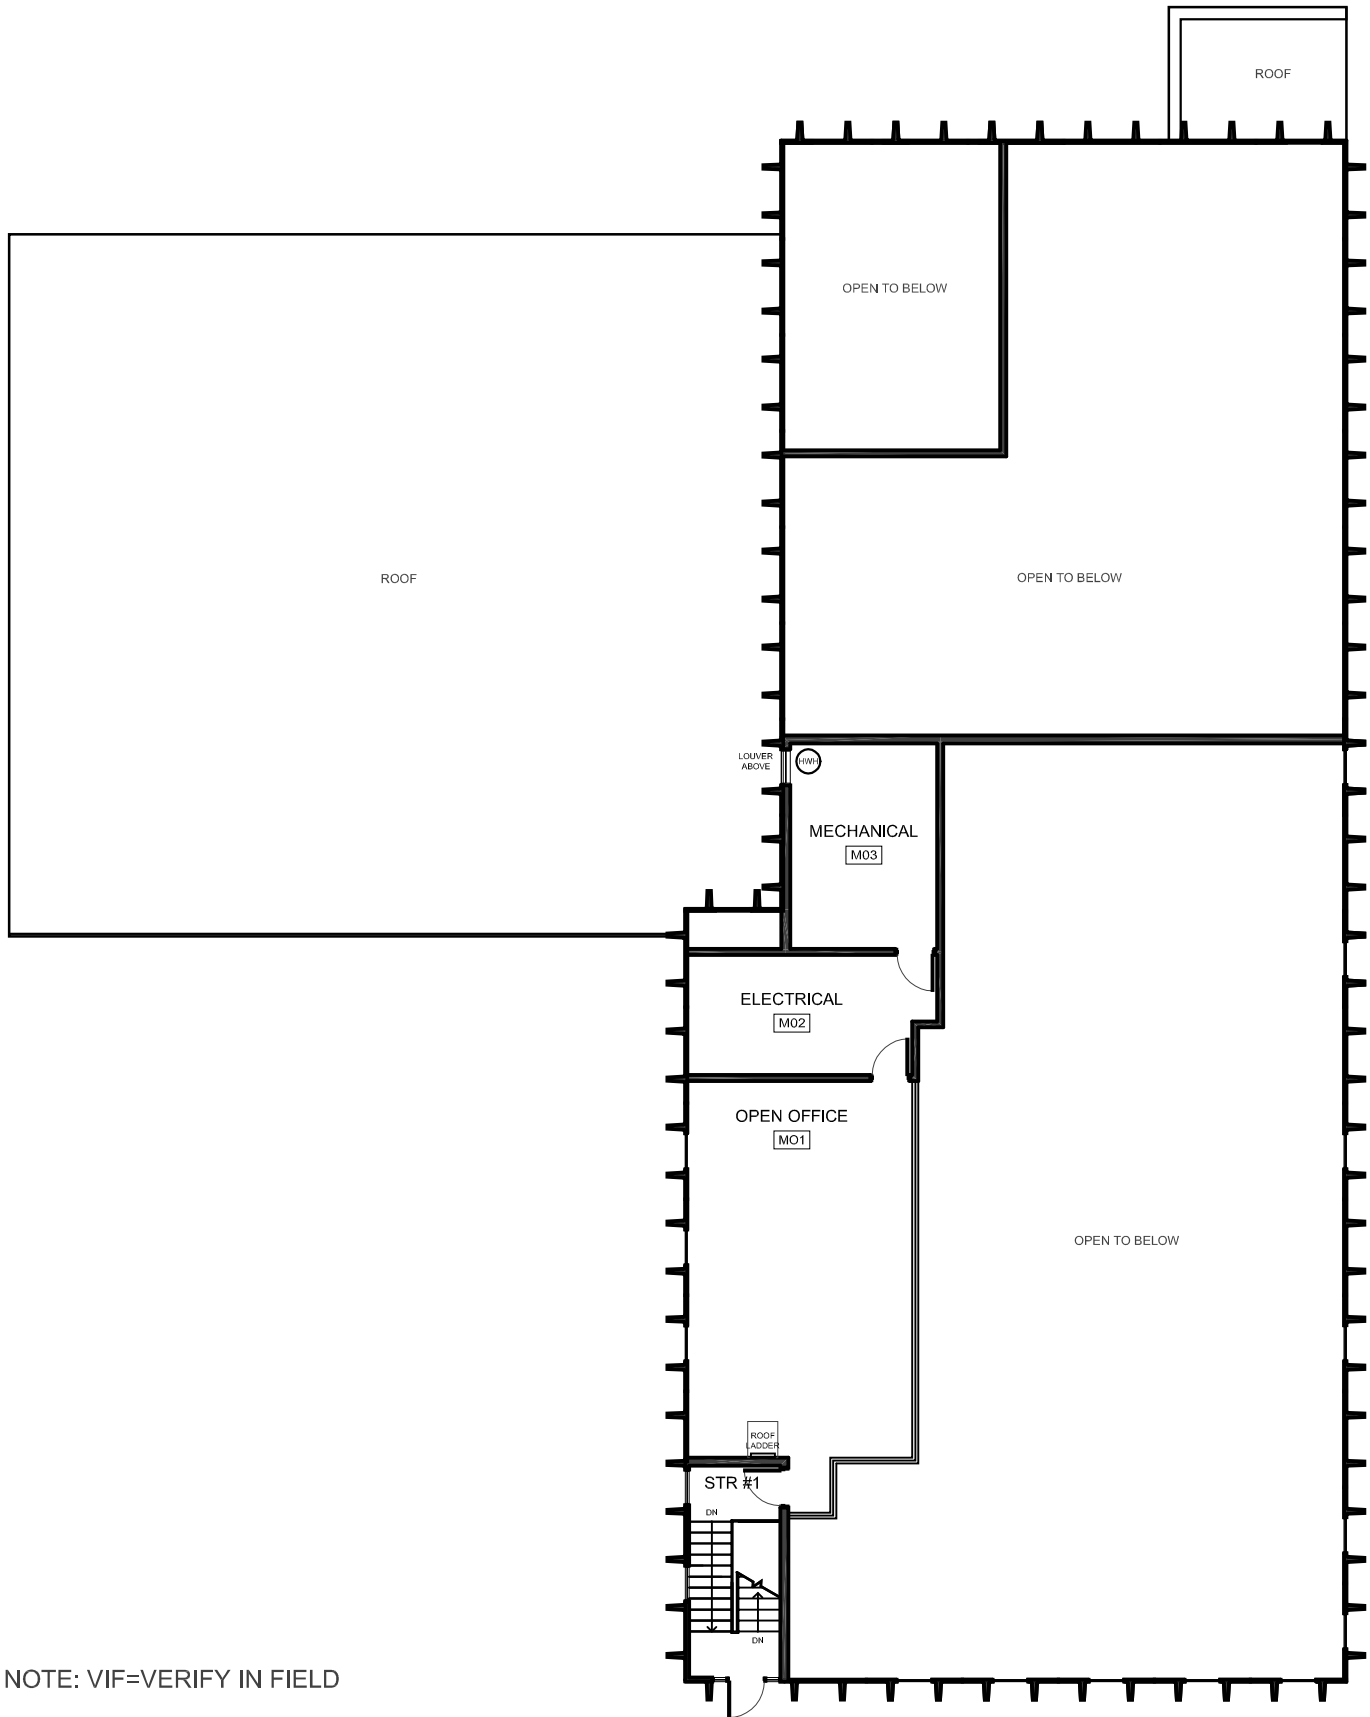 ROOF
OPEN TO BELOW
ROOF
OPEN TO BELOW
LOUVER
ABOVE
HWH
MECHANICAL
M03
ELECTRICAL
M02
OPEN OFFICE
MO1
OPEN TO BELOW
ROOF
LADDER
STR #1
DN
DN
NOTE: VIF=VERIFY IN FIELD